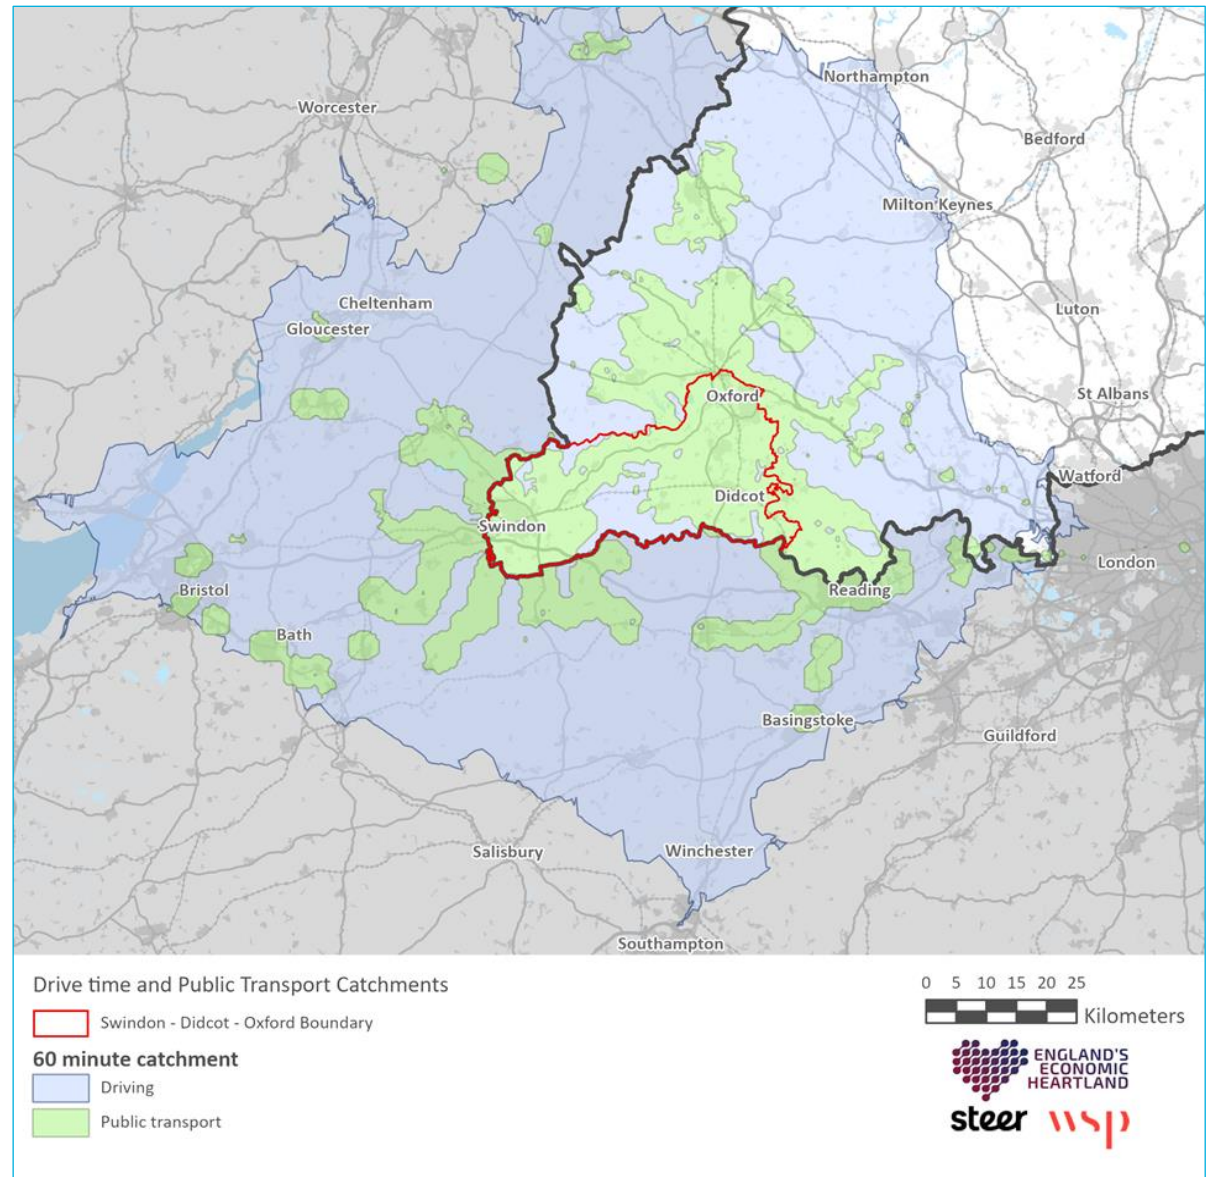 Northampton
Worcester
Bedford
Milton Keynes
Cheltenham
Luton
Gloucester
St Albans
Oxford
Watford
Didcot
Swindon
London
Bristol
Reading
Bath
Basingstoke
Guildford
Salisbury
Winchester
Southampton
Drive time and Public Transport Catchments
Swindon - Didcot - Oxford Boundary
60 minute catchment
Driving
Public transport
0 5 10 15 20 25
Kilometers
ENGLAND'S
ECONOMIC
HEARTLAND
steer wsp